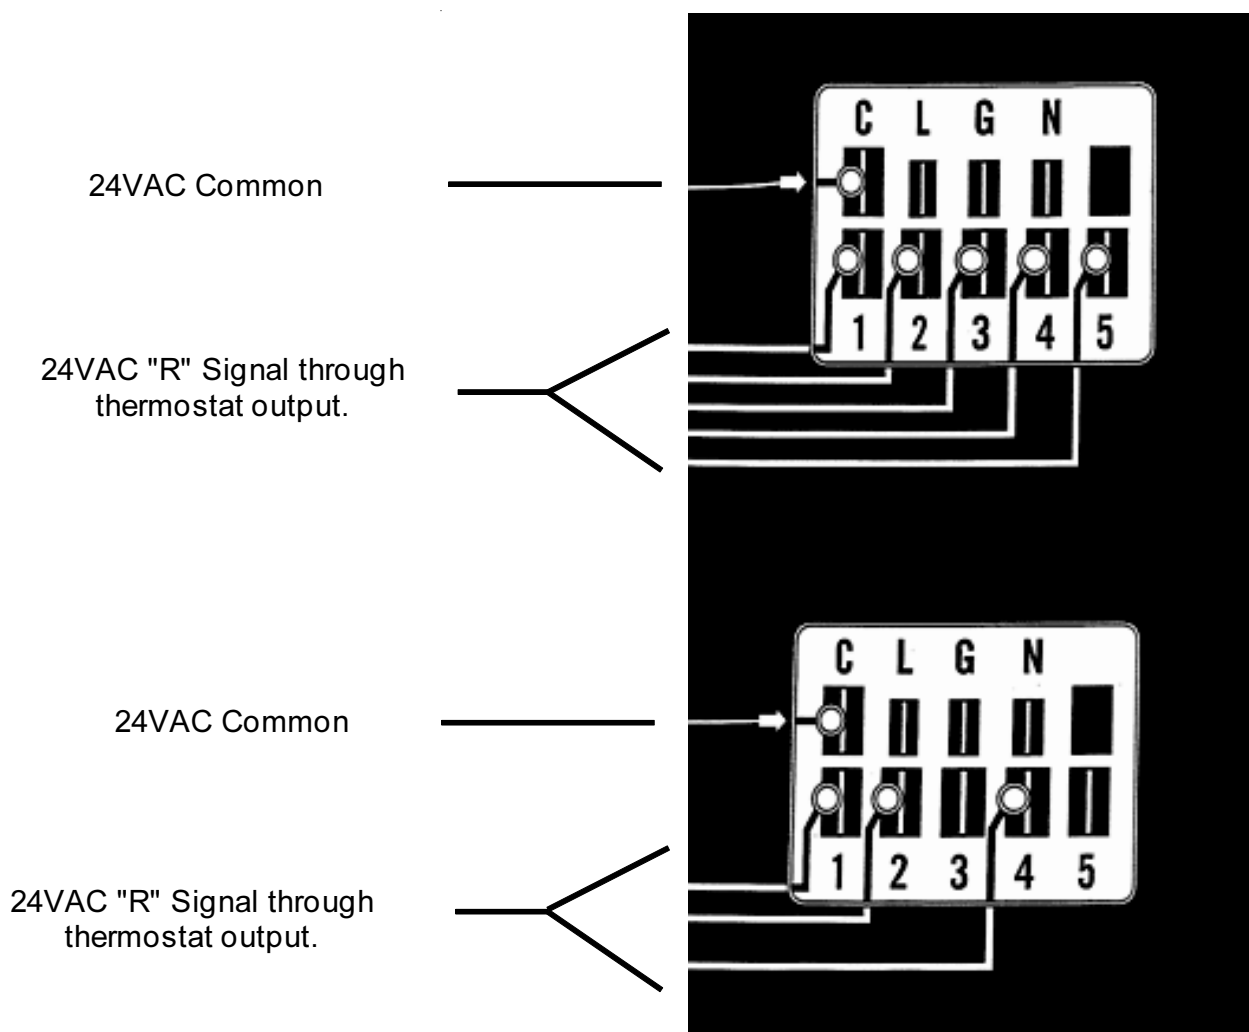 C L G N
24VAC Common
1 2 3 4 5
24VAC "R" Signal through
thermostat output.
C L G N
24VAC Common
1 2 3 4 5
24VAC "R" Signal through
thermostat output.